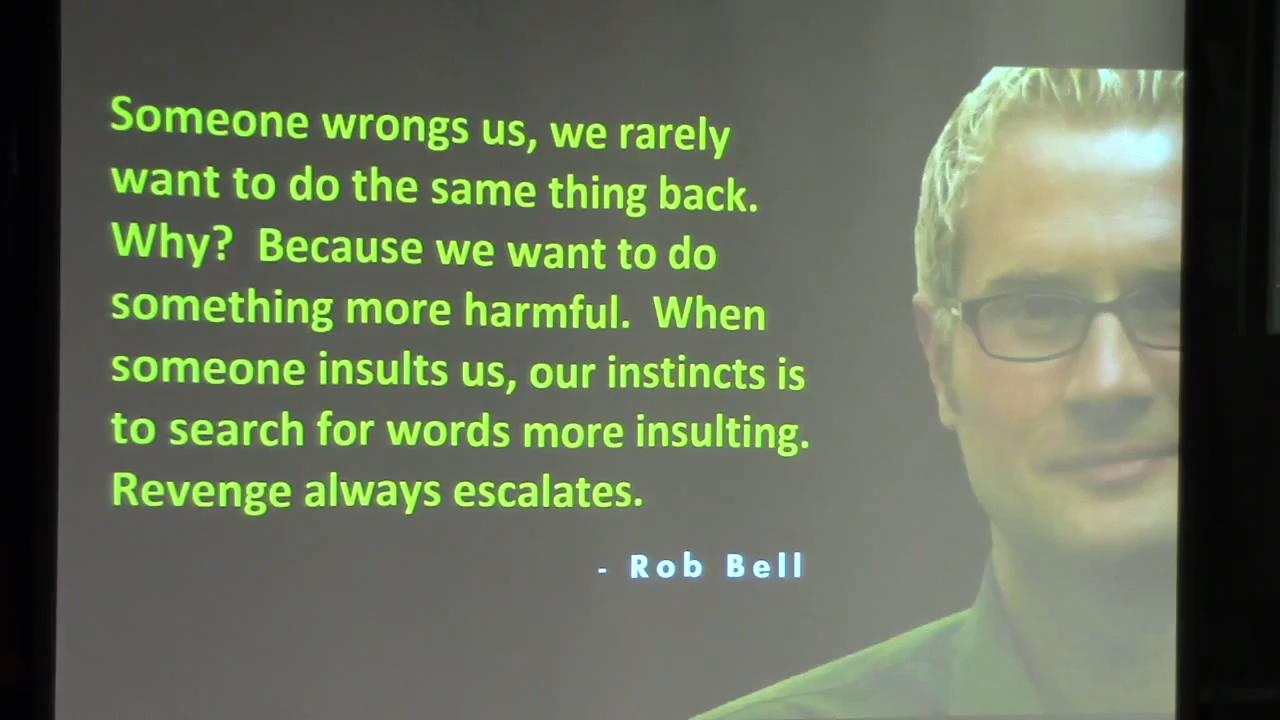 Someone wrongs us, we rarely
want to do the same thing back.
Why?  Because we want to do
something more harmful.  When
someone insults us, our instincts is
to search for words more insulting.
Revenge always escalates.
- Rob Bell